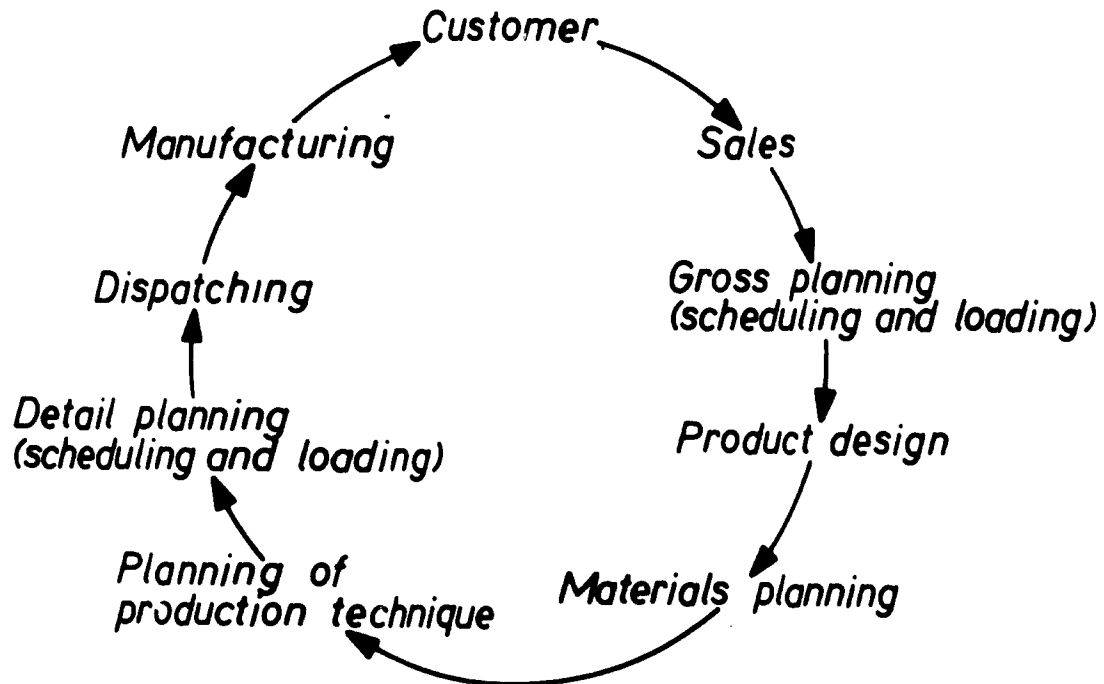 Customer
Sales
Gross planning
(scheduling and loading)
Product design
Materials planning
Planning of
production technique
Detail planning
(scheduling and loading)
Dispatching
Manufacturing